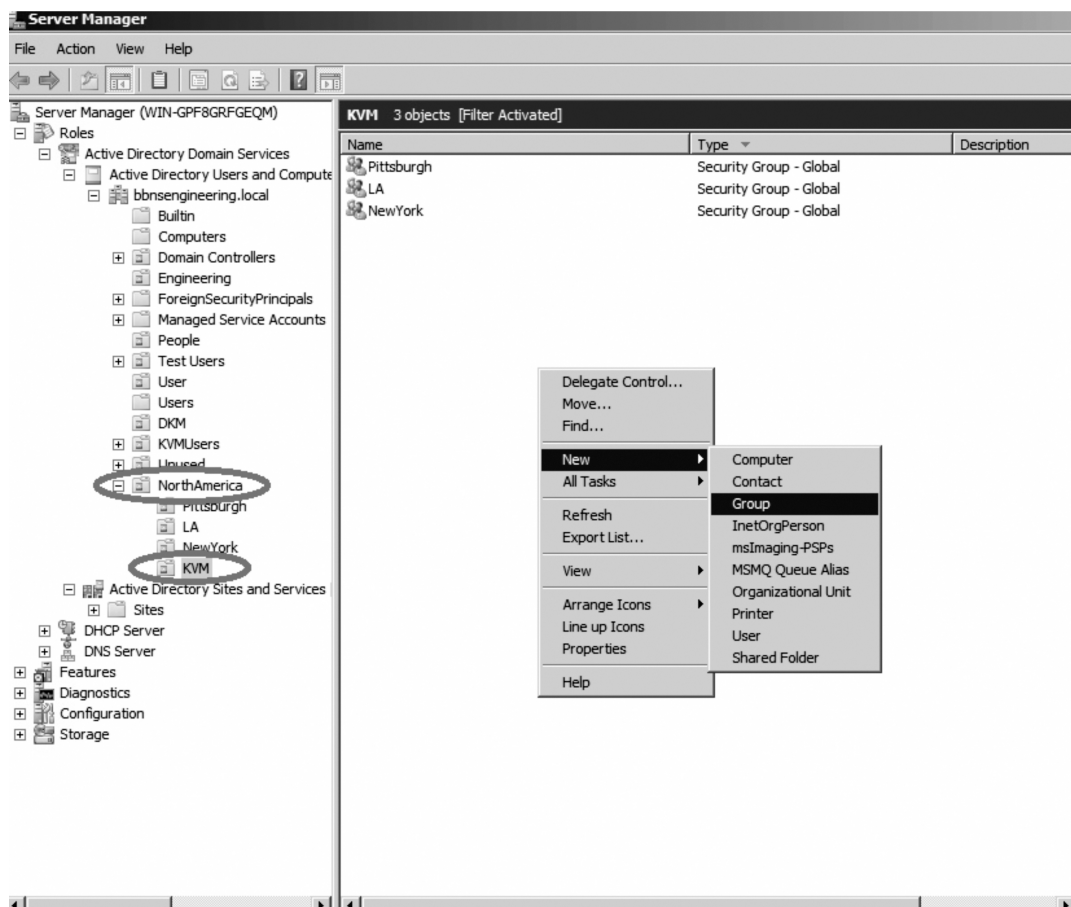 Server Manager
File Action View Help
Server Manager (WIN-GPF8GRFGEQM)
Roles
Active Directory Domain Services
Active Directory Users and Compute
bbnsengineering.local
Builtin
Computers
Domain Controllers
Engineering
ForeignSecurityPrincipals
Managed Service Accounts
People
Test Users
User
Users
DKM
KVMUsers
Unused
NorthAmerica
Pittsburgh
LA
NewYork
KVM
Active Directory Sites and Services
Sites
DHCP Server
DNS Server
Features
Diagnostics
Configuration
Storage
KVM 3 objects [Filter Activated]
Name Type Description
Pittsburgh Security Group - Global
LA Security Group - Global
NewYork Security Group - Global
Delegate Control...
Move...
Find...
New
All Tasks
Refresh
Export List...
View
Arrange Icons
Line up Icons
Properties
Help
Computer
Contact
Group
InetOrgPerson
msImaging-PSPs
MSMQ Queue Alias
Organizational Unit
Printer
User
Shared Folder